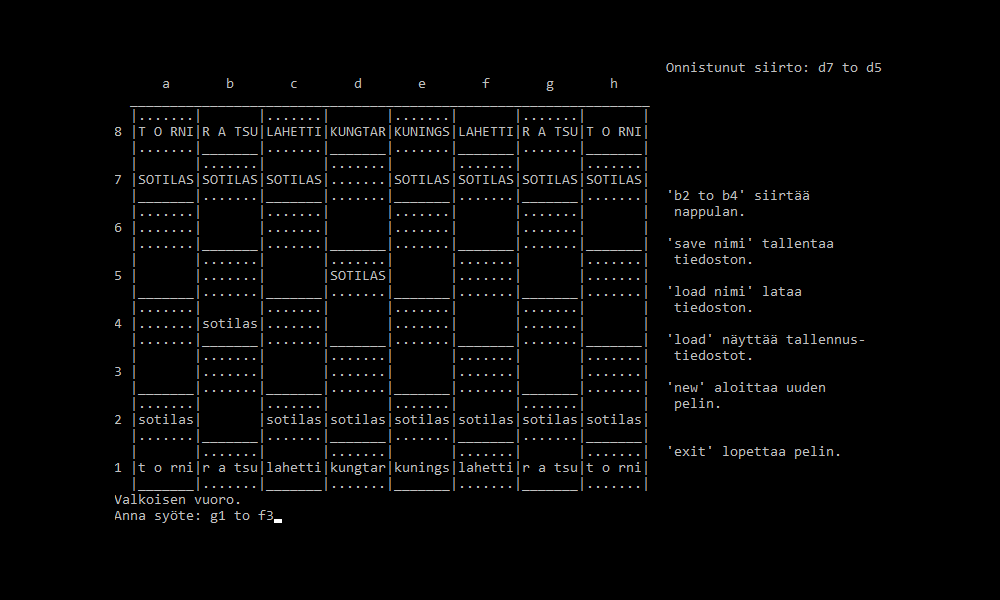 Onnistunut siirto: d7 to d5
a b c d e f g h
8 |T O RNI|R A TSU|LAHETTI|KUNGTAR|KUNINGS|LAHETTI|R A TSU|T O RNI|
7 |SOTILAS|SOTILAS|SOTILAS|.......|SOTILAS|SOTILAS|SOTILAS|SOTILAS|
'b2 to b4' siirtää
nappulan.
6
'save nimi' tallentaa
tiedoston.
5 |SOTILAS|
'load nimi' lataa
tiedoston.
4 |sotilas|
'load' näyttää tallennus-
tiedostot.
3
'new' aloittaa uuden
pelin.
2 |sotilas| |sotilas|sotilas|sotilas|sotilas|sotilas|sotilas|
'exit' lopettaa pelin.
1 |t o rni|r a tsu|lahetti|kungtar|kunings|lahetti|r a tsu|t o rni|
Valkoisen vuoro.
Anna syöte: g1 to f3